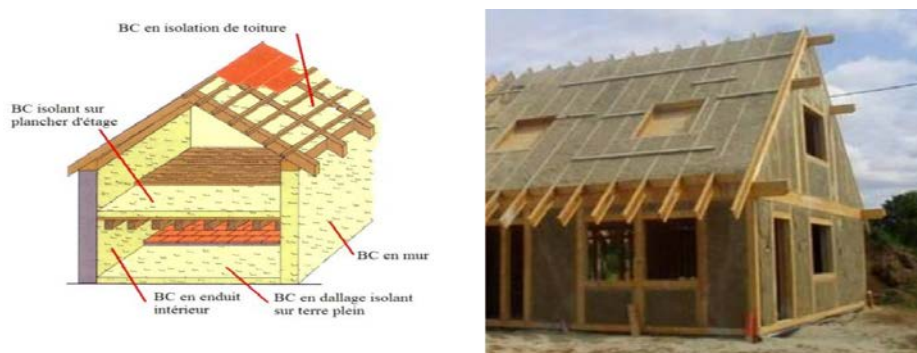 BC en isolation de toiture
BC isolant sur
plancher d'étage
BC en mur
BC en enduit
intérieur
BC en dallage isolant
sur terre plein